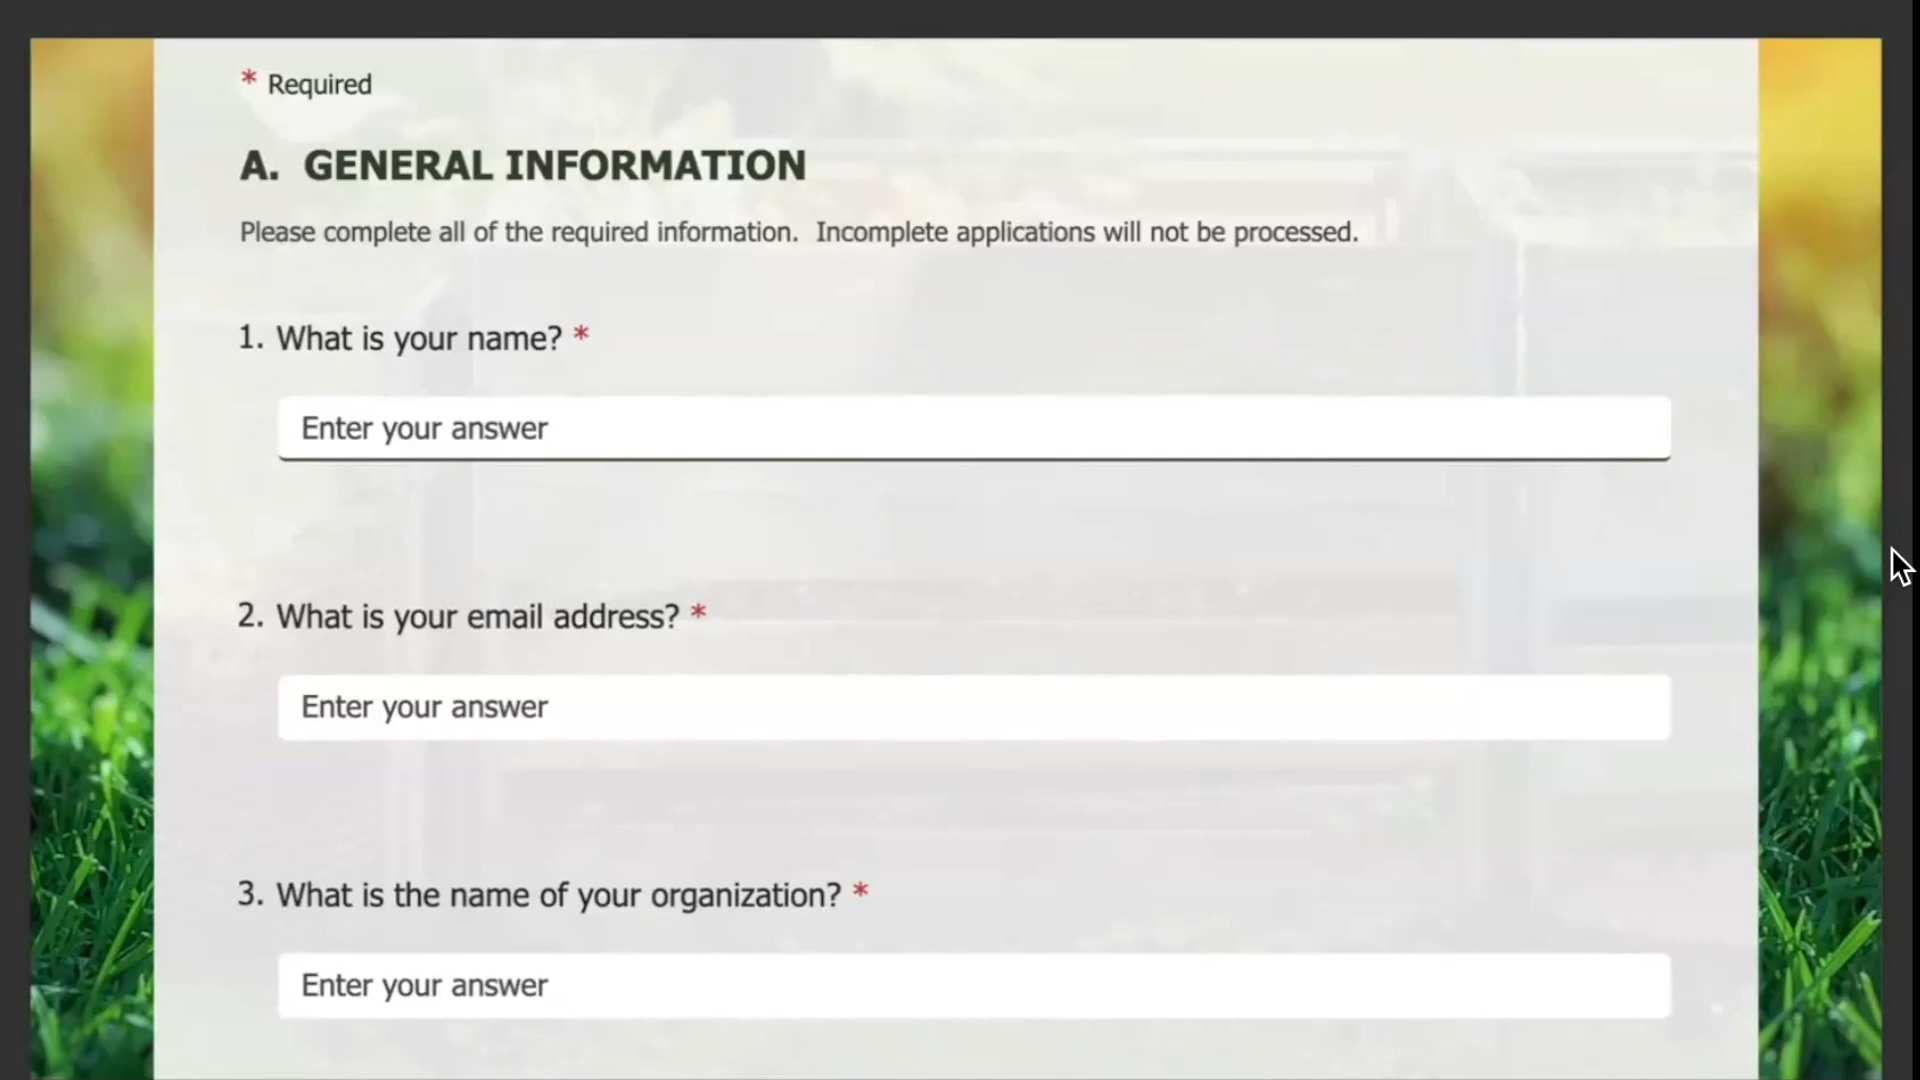 * Required
A. GENERAL INFORMATION
Please complete all of the required information. Incomplete applications will not be processed.
1. What is your name? *
Enter your answer
2. What is your email address? *
Enter your answer
3. What is the name of your organization? *
Enter your answer